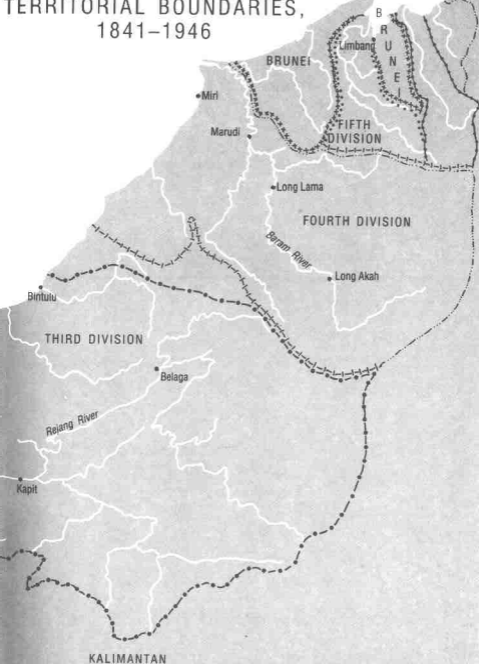 TERRITORIAL BOUNDARIES,
1841–1946
BRUNEI
Limbang
BRUNEI
Miri
FIFTH
DIVISION
Marudi
Long Lama
FOURTH DIVISION
Baram River
Long Akah
Bintulu
THIRD DIVISION
Belaga
Rejang River
Kapit
KALIMANTAN